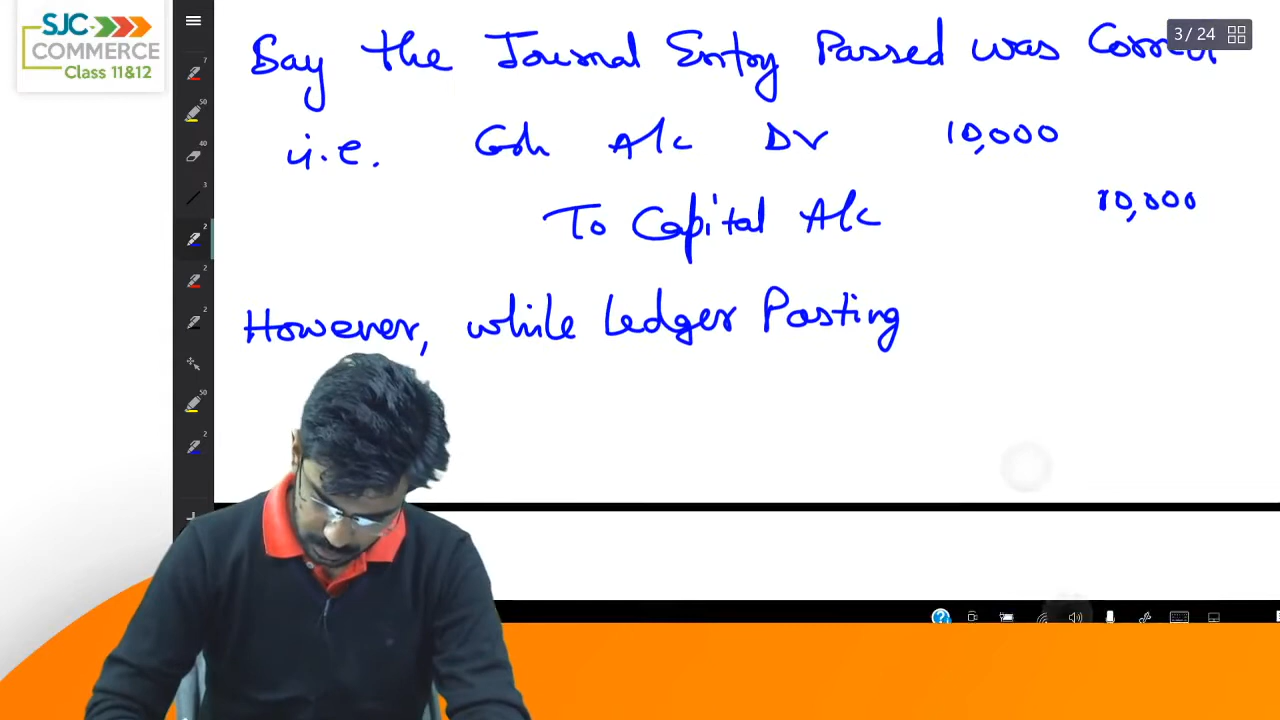 SJC
COMMERCE
Class 11&12
3 / 24
Say the Journal Entry Passed was
i.e. Cash A/c Dr 10,000
To Capital A/c 10,000
However, while Ledger Posting